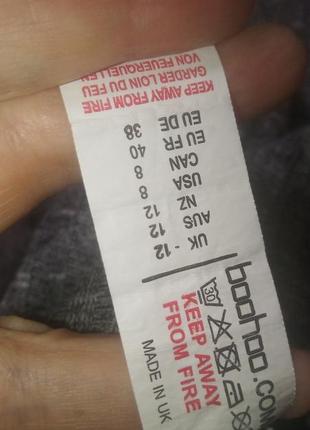 boohoo.COM
30
KEEP AWAY
FROM FIRE
MADE IN UK
UK - 12
AUS 12
NZ 12
USA 8
CAN 8
EU FR 40
EU DE 38
KEEP AWAY FROM FIRE
GARDER LOIN DU FEU
VON FEUERQUELLEN